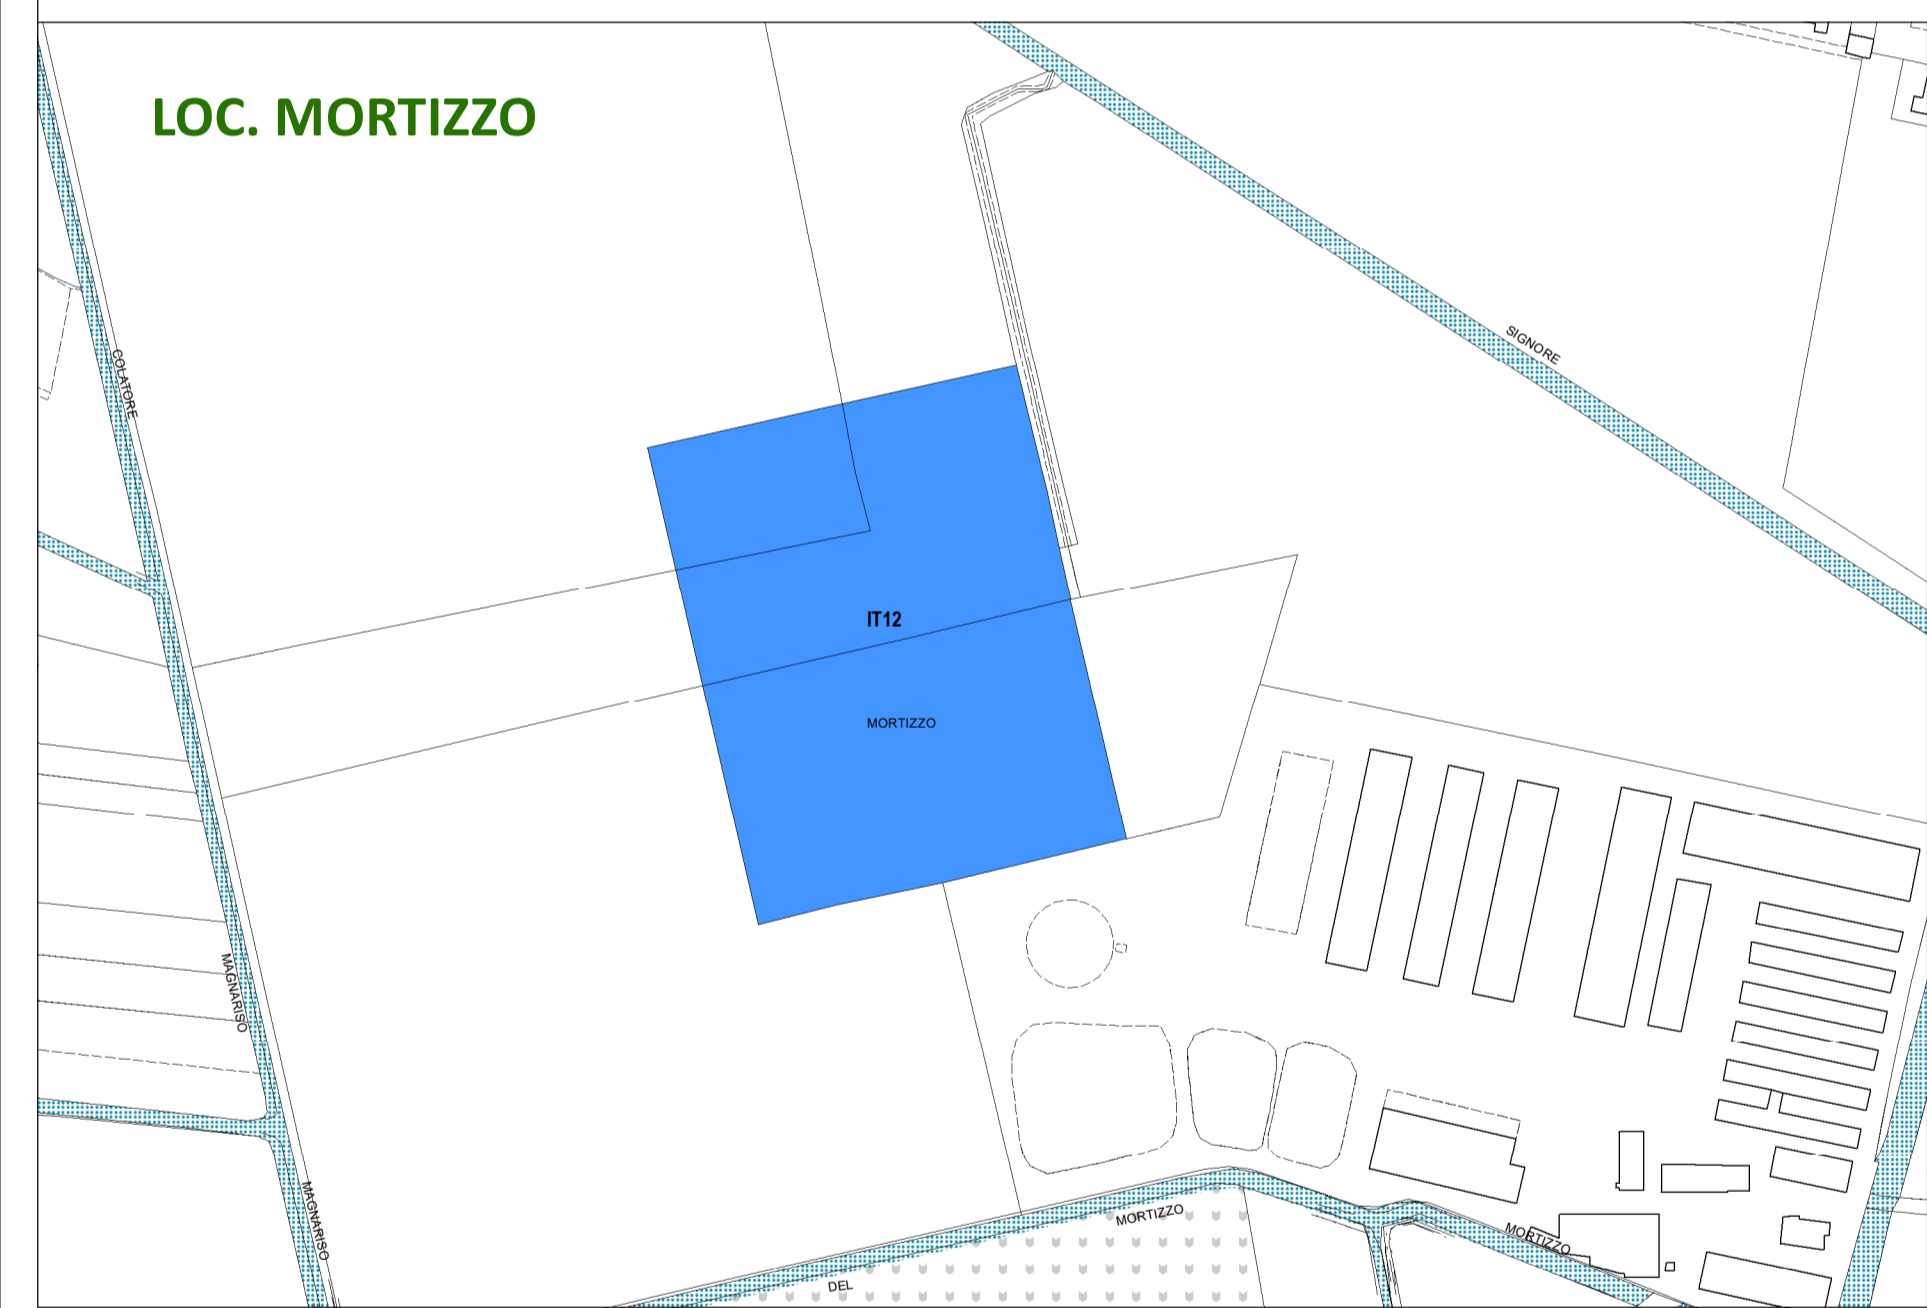 LOC. MORTIZZO
SIGNORE
COLATORE
IT12
MORTIZZO
MAGNARISO
MAGNARISO
MORTIZZO
MORTIZZO
DEL